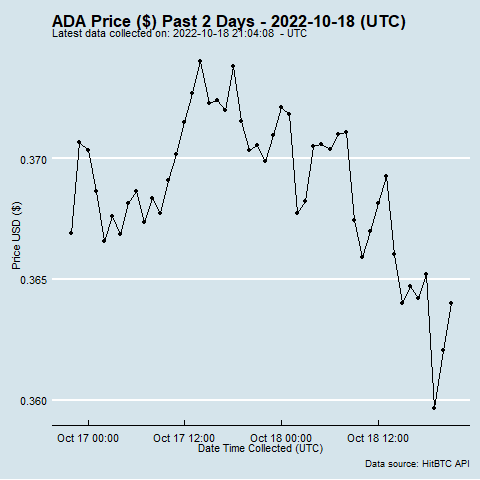 ADA Price ($) Past 2 Days - 2022-10-18 (UTC)
Latest data collected on: 2022-10-18 21:04:08  - UTC
Price USD ($)
0.370
0.365
0.360
Oct 17 00:00
Oct 17 12:00
Oct 18 00:00
Oct 18 12:00
Date Time Collected (UTC)
Data source: HitBTC API